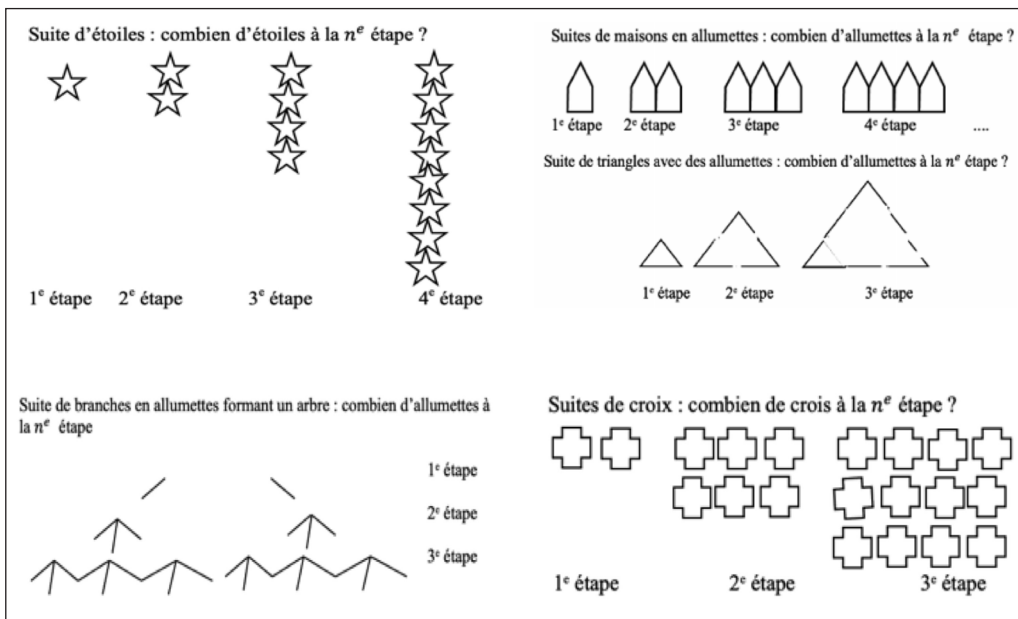 Suite d'étoiles : combien d'étoiles à la nᵉ étape ?
1ᵉ étape 2ᵉ étape 3ᵉ étape 4ᵉ étape
Suites de maisons en allumettes : combien d'allumettes à la nᵉ étape ?
1ᵉ étape 2ᵉ étape 3ᵉ étape 4ᵉ étape ....
Suite de triangles avec des allumettes : combien d'allumettes à la nᵉ étape ?
1ᵉ étape 2ᵉ étape 3ᵉ étape
Suite de branches en allumettes formant un arbre : combien d'allumettes à
la nᵉ étape
1ᵉ étape
2ᵉ étape
3ᵉ étape
Suites de croix : combien de crois à la nᵉ étape ?
1ᵉ étape 2ᵉ étape 3ᵉ étape